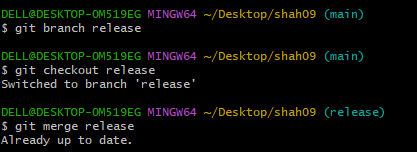 DELL@DESKTOP-OM519EG MINGW64 ~/Desktop/shah09 (main)
$ git branch release
DELL@DESKTOP-OM519EG MINGW64 ~/Desktop/shah09 (main)
$ git checkout release
Switched to branch 'release'
DELL@DESKTOP-OM519EG MINGW64 ~/Desktop/shah09 (release)
$ git merge release
Already up to date.